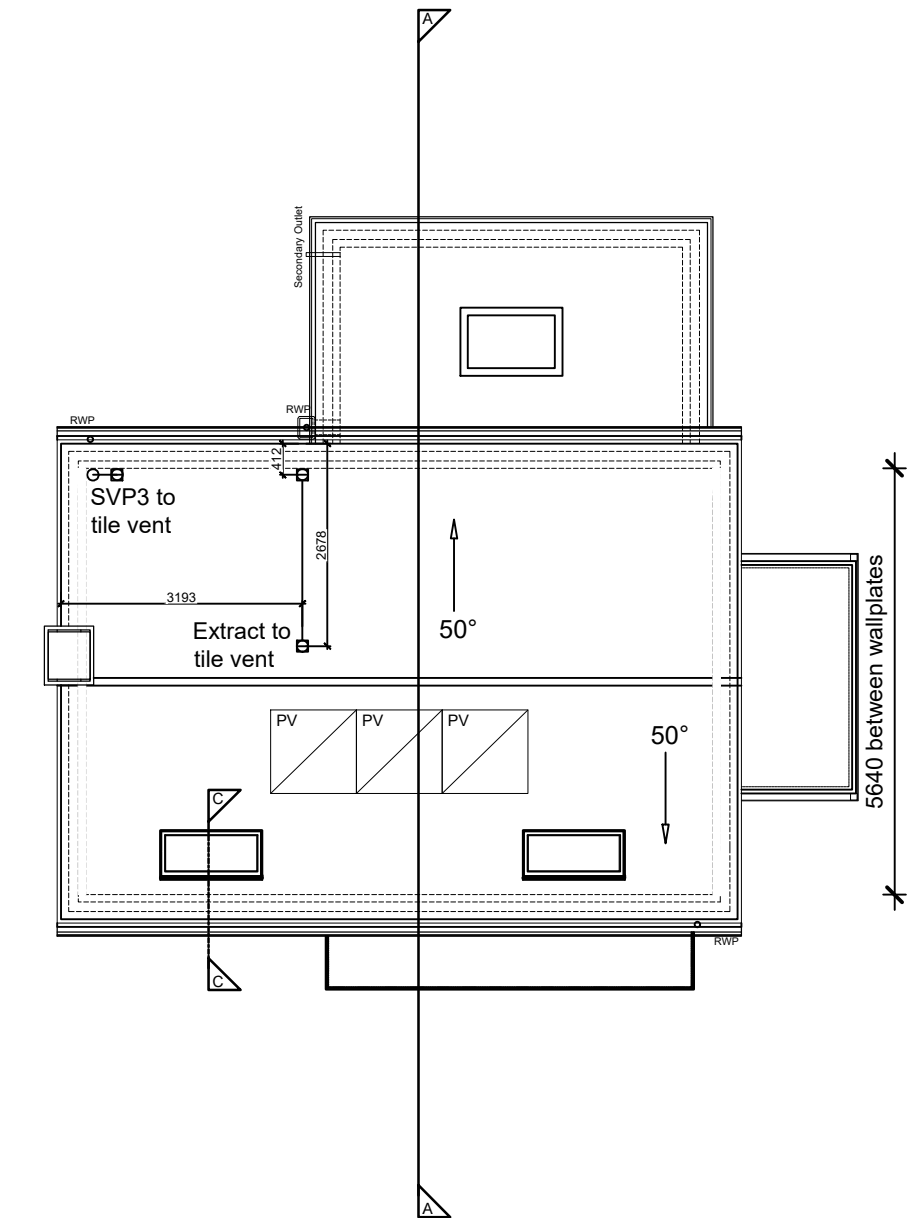 A
Secondary Outlet
RWP
RWP
412
SVP3 to
tile vent
2678
3193
Extract to
tile vent
50°
5640 between wallplates
PV
PV
PV
50°
C
C
RWP
A